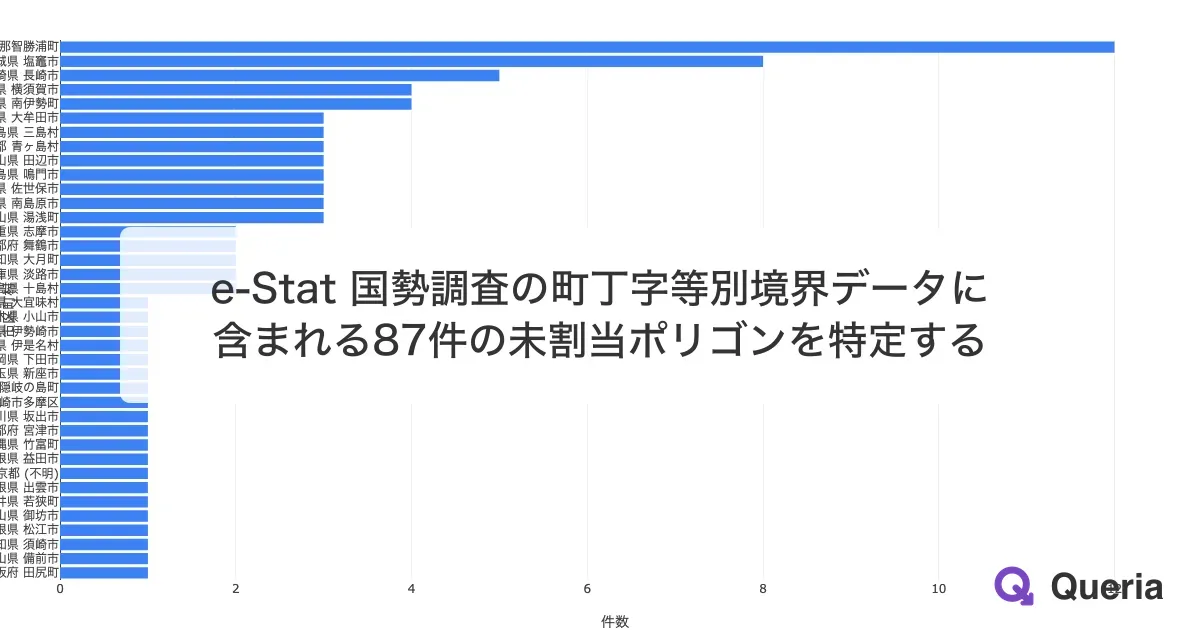 那智勝浦町
県 塩竈市
県 長崎市
県 横須賀市
県 南伊勢町
県 大牟田市
島県 三島村
青ヶ島村
山県 田辺市
島県 鳴門市
県 佐世保市
県 南島原市
山県 湯浅町
重県 志摩市
都府 舞鶴市
知県 大月町
庫県 淡路市
十島村
大宜味村
県 小山市
伊勢崎市
県 伊是名村
岡県 下田市
玉県 新座市
隠岐の島町
崎市多摩区
川県 坂出市
都府 宮津市
縄県 竹富町
根県 益田市
京都 (不明)
根県 出雲市
井県 若狭町
山県 御坊市
根県 松江市
知県 須崎市
山県 備前市
阪府 田尻町
e-Stat 国勢調査の町丁字等別境界データに
含まれる87件の未割当ポリゴンを特定する
0 2 4 6 8 10 12
件数
Queria